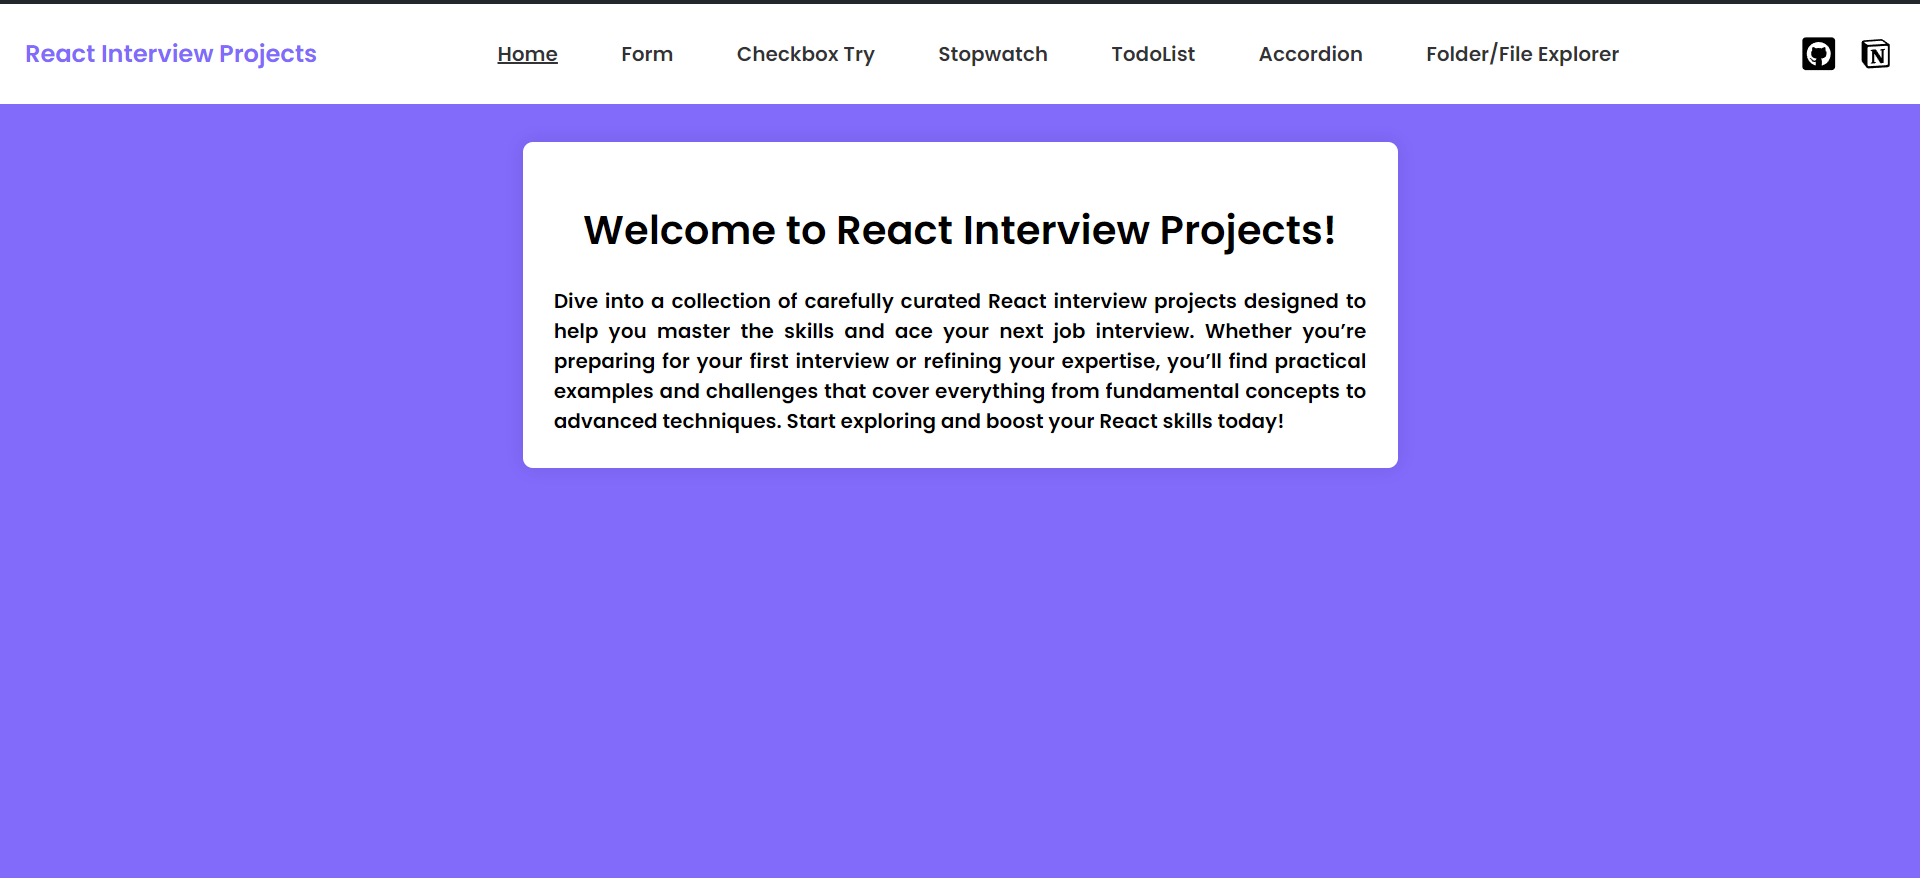 React Interview Projects
Home Form Checkbox Try Stopwatch TodoList Accordion Folder/File Explorer
N
Welcome to React Interview Projects!
Dive into a collection of carefully curated React interview projects designed to
help you master the skills and ace your next job interview. Whether you’re
preparing for your first interview or refining your expertise, you’ll find practical
examples and challenges that cover everything from fundamental concepts to
advanced techniques. Start exploring and boost your React skills today!